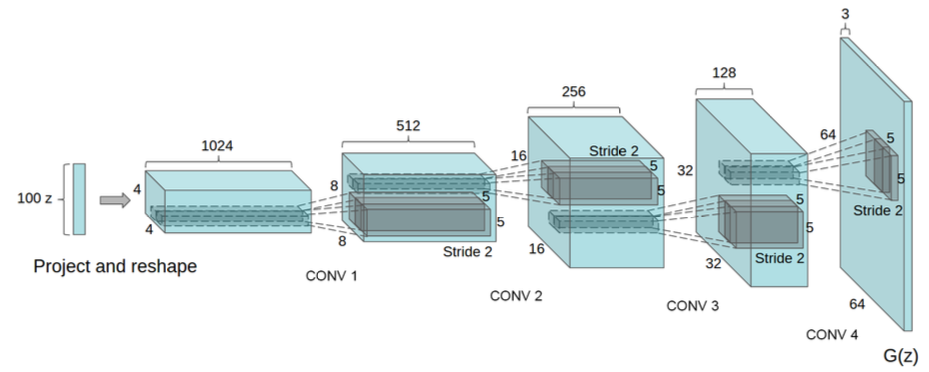 100 z
Project and reshape
1024
4
4
512
8
8
5
5
Stride 2
CONV 1
256
16
16
Stride 2
5
5
CONV 2
128
32
32
5
5
Stride 2
CONV 3
3
64
64
5
5
Stride 2
CONV 4
G(z)